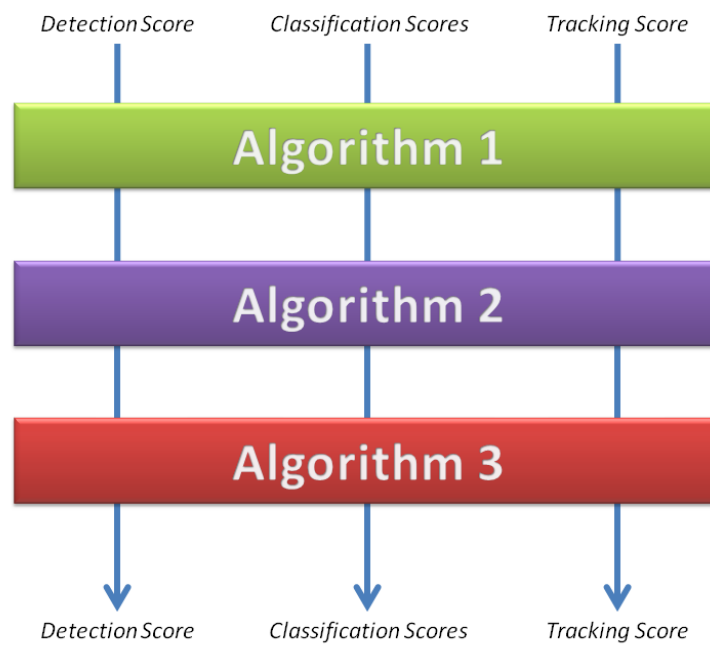 Detection Score Classification Scores Tracking Score
Algorithm 1
Algorithm 2
Algorithm 3
Detection Score Classification Scores Tracking Score